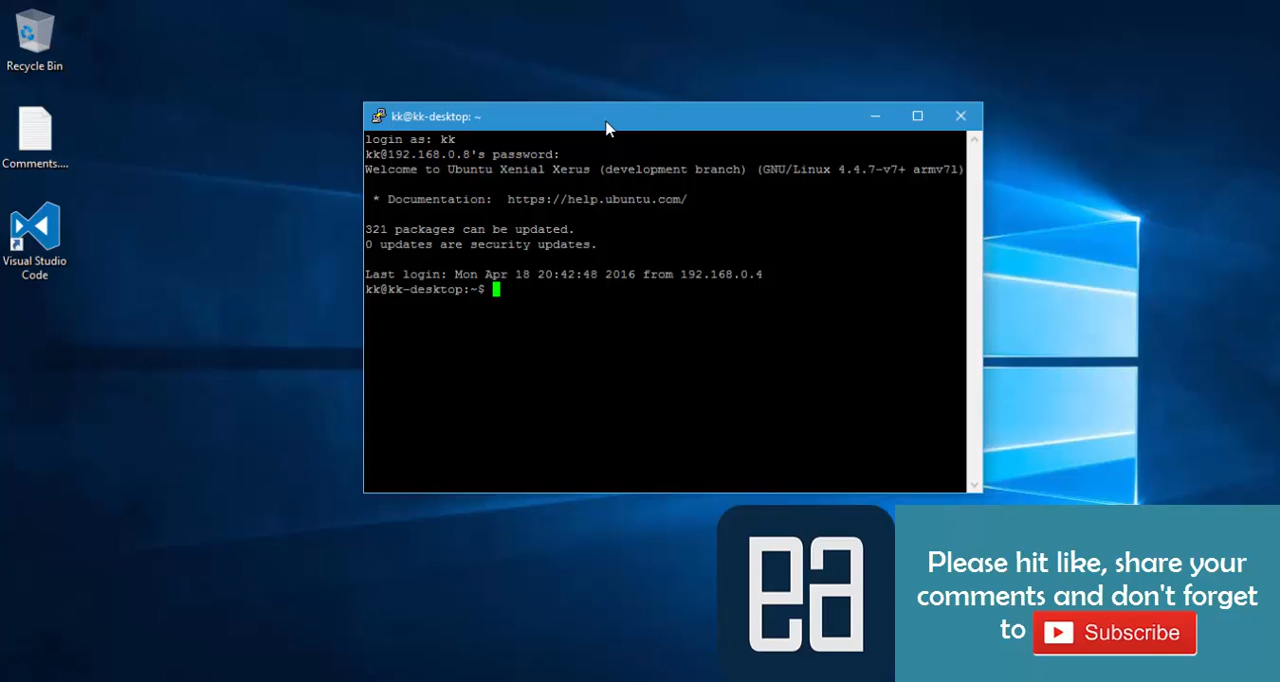 Recycle Bin
Comments....
Visual Studio
Code
kk@kk-desktop: ~
login as: kk
kk@192.168.0.8's password:
Welcome to Ubuntu Xenial Xerus (development branch) (GNU/Linux 4.4.7-v7+ armv7l)
* Documentation:  https://help.ubuntu.com/
321 packages can be updated.
0 updates are security updates.
Last login: Mon Apr 18 20:42:48 2016 from 192.168.0.4
kk@kk-desktop:~$
ea
Please hit like, share your
comments and don't forget
to Subscribe